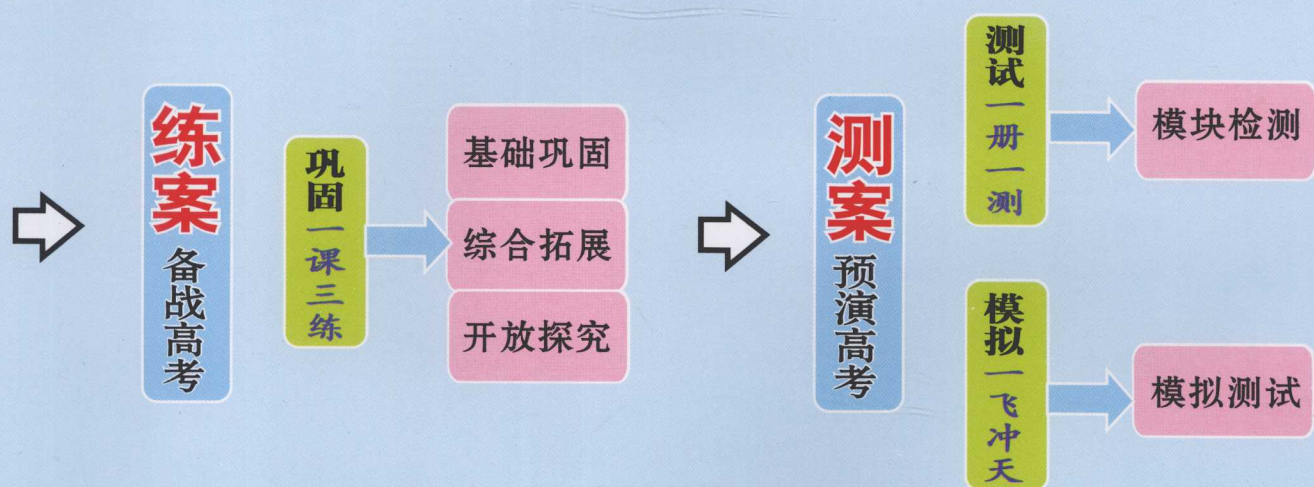 练案
备战高考
巩固一课三练
基础巩固
综合拓展
开放探究
测案
预演高考
测试一册一测
模块检测
模拟一飞冲天
模拟测试